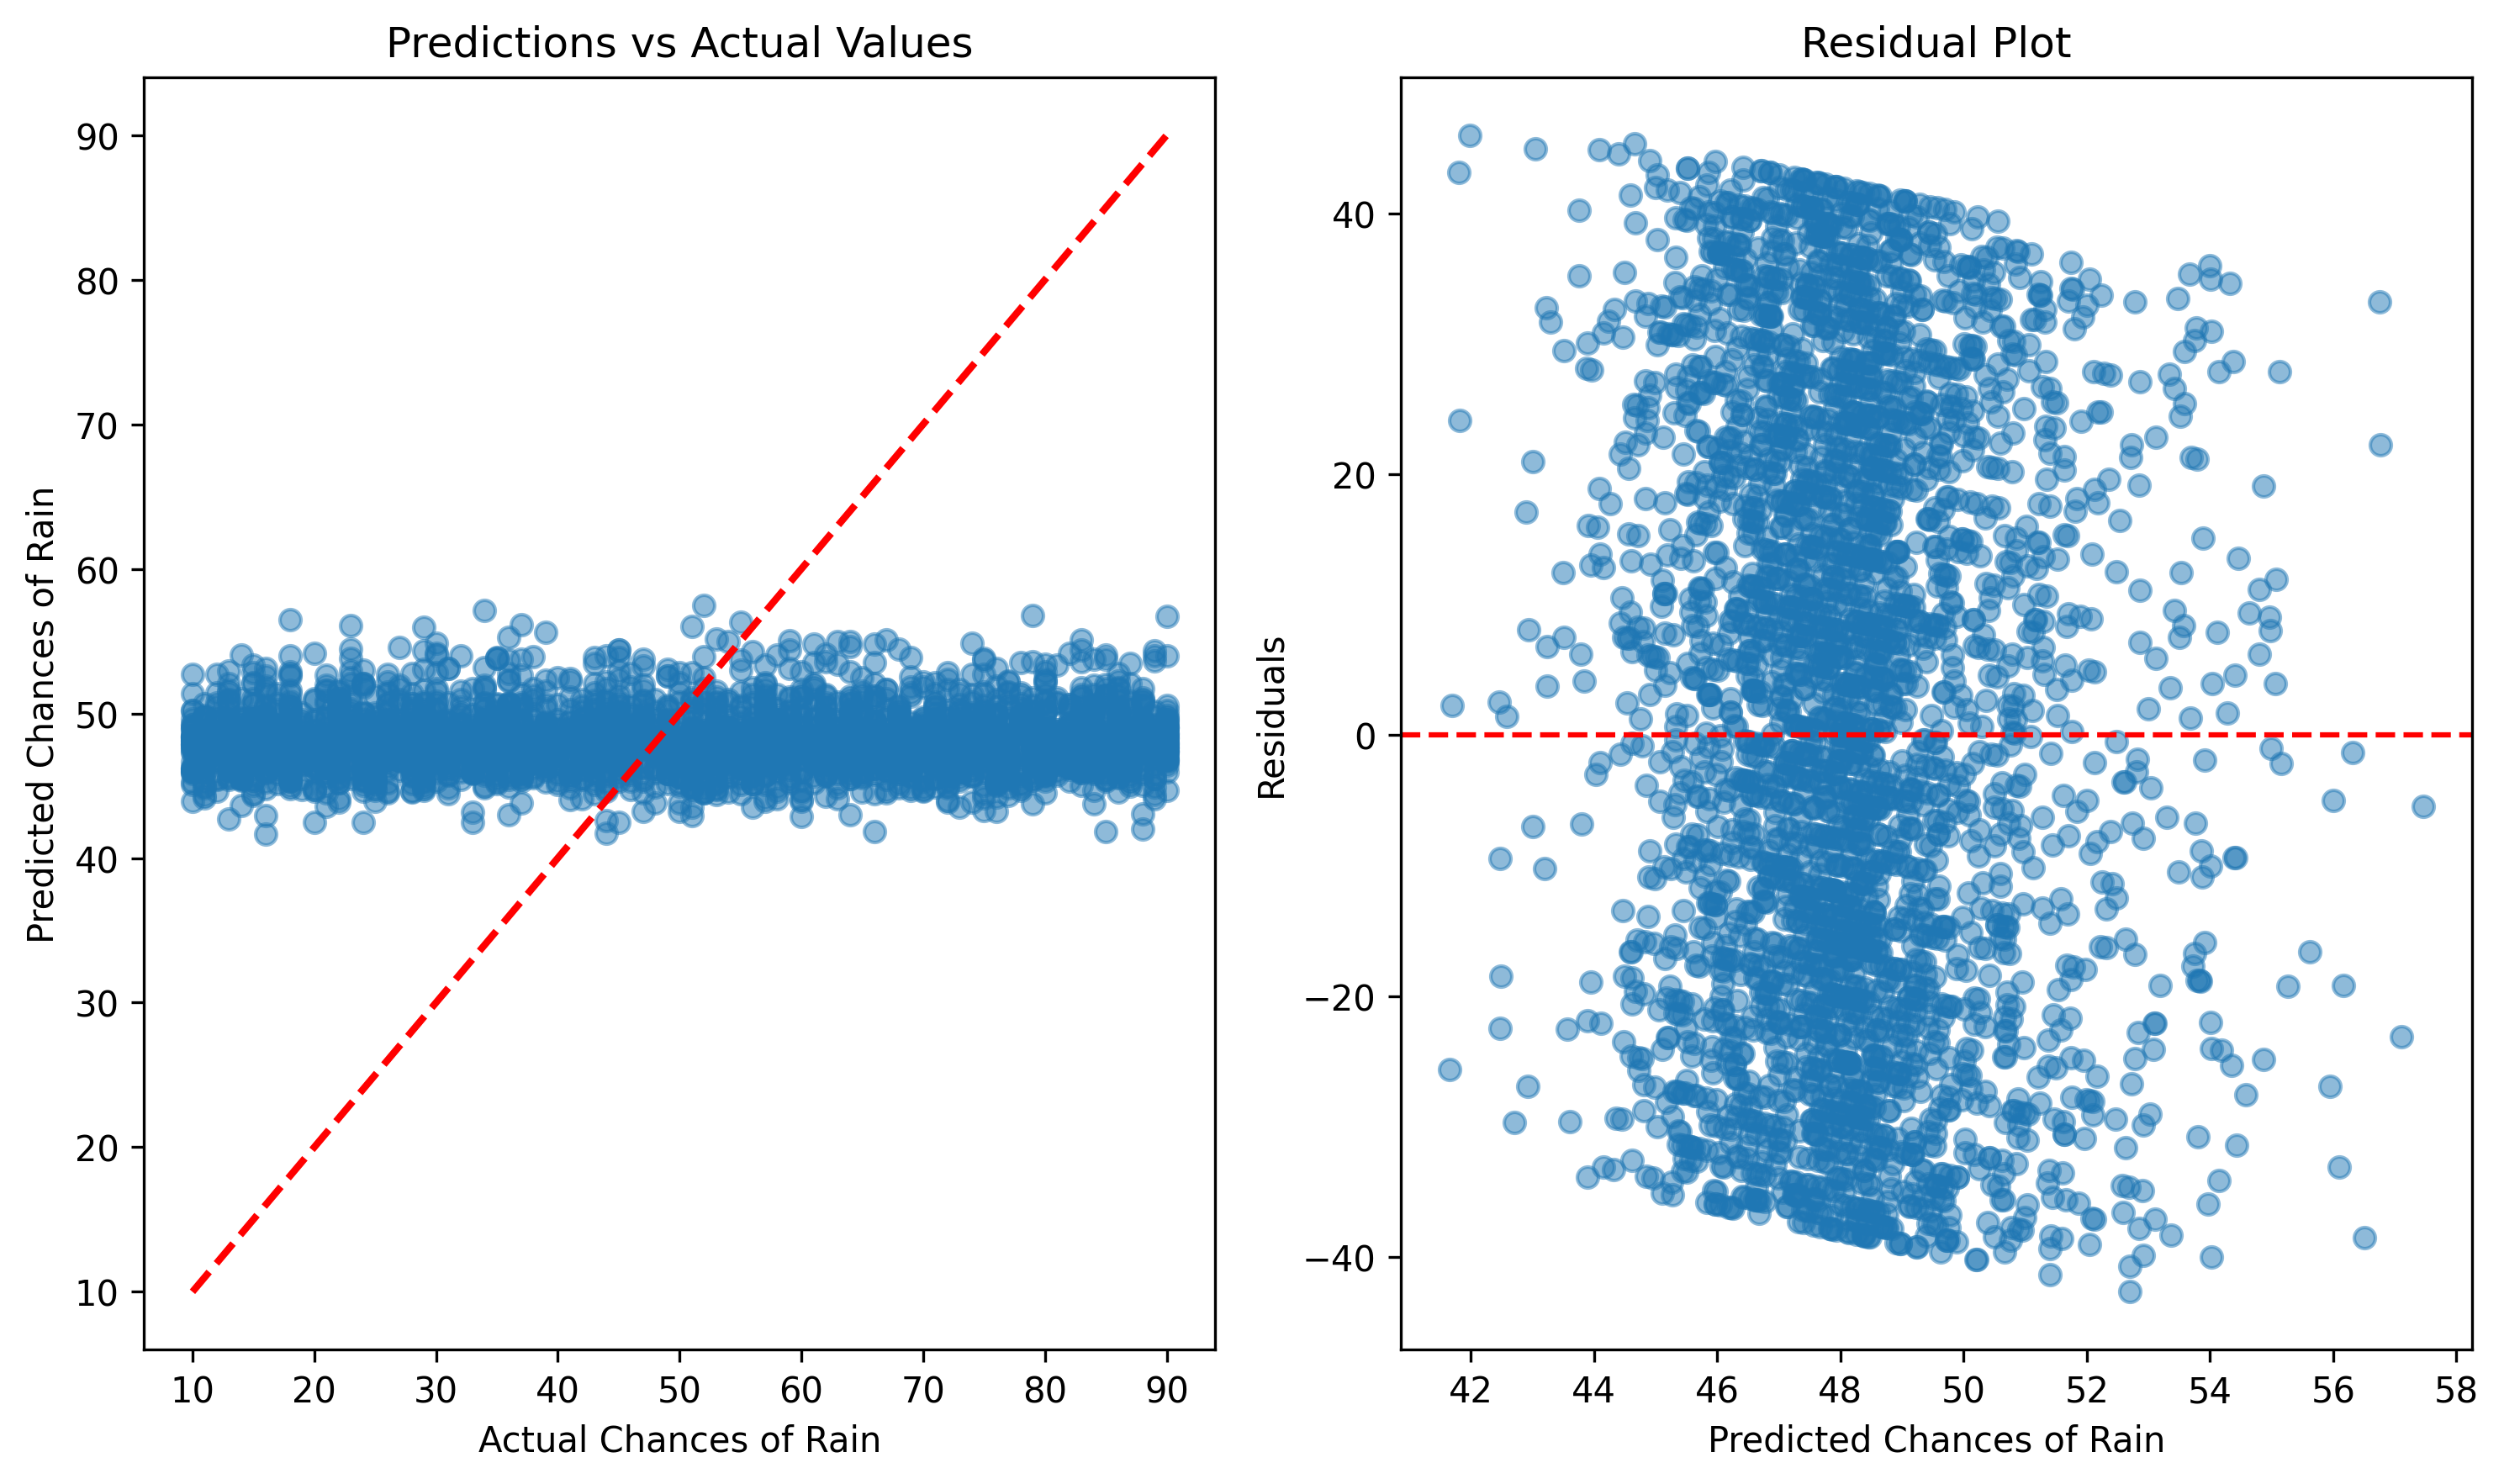 Predictions vs Actual Values
90
80
70
60
50
40
30
20
10
Predicted Chances of Rain
10 20 30 40 50 60 70 80 90
Actual Chances of Rain
Residual Plot
40
20
0
−20
−40
Residuals
42 44 46 48 50 52 54 56 58
Predicted Chances of Rain